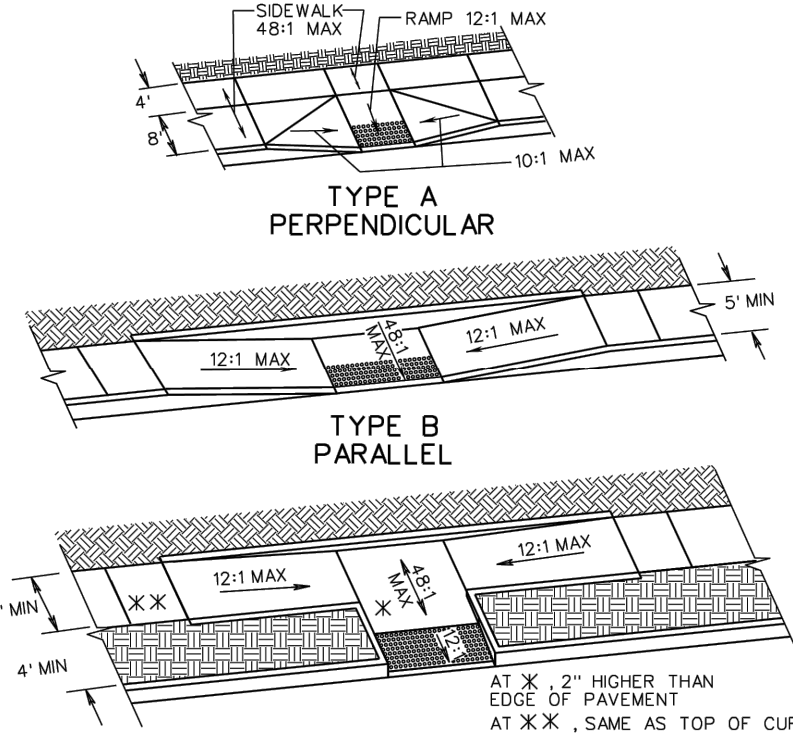 SIDEWALK
48:1 MAX
RAMP 12:1 MAX
4'
8'
10:1 MAX
TYPE A
PERPENDICULAR
5' MIN
12:1 MAX
48:1
MAX
12:1 MAX
TYPE B
PARALLEL
12:1 MAX
48:1
MAX
12:1 MAX
' MIN
** 
*
4' MIN
12:1
AT * , 2" HIGHER THAN
EDGE OF PAVEMENT
AT ** , SAME AS TOP OF